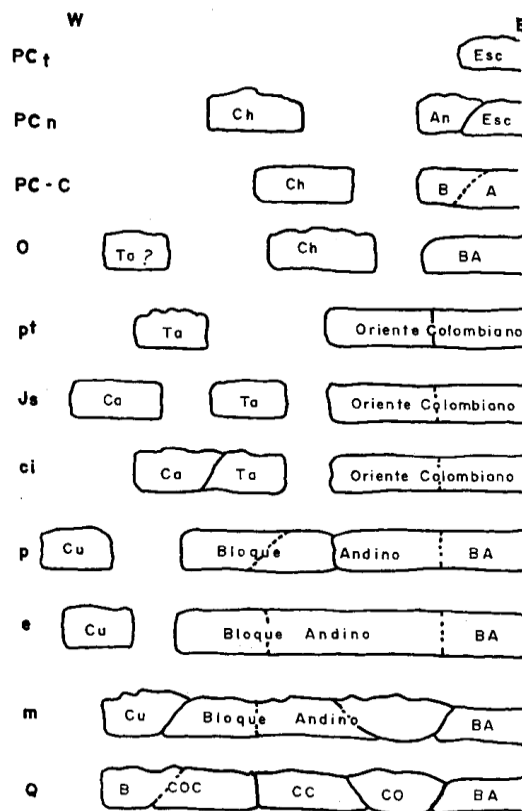 W E
PCt Esc
PCn Ch An Esc
PC-C Ch B A
O Ta ? Ch BA
pt Ta Oriente Colombiano
Js Ca Ta Oriente Colombiano
ci Ca Ta Oriente Colombiano
p Cu Bloque Andino BA
e Cu Bloque Andino BA
m Cu Bloque Andino BA
Q B COC CC CO BA